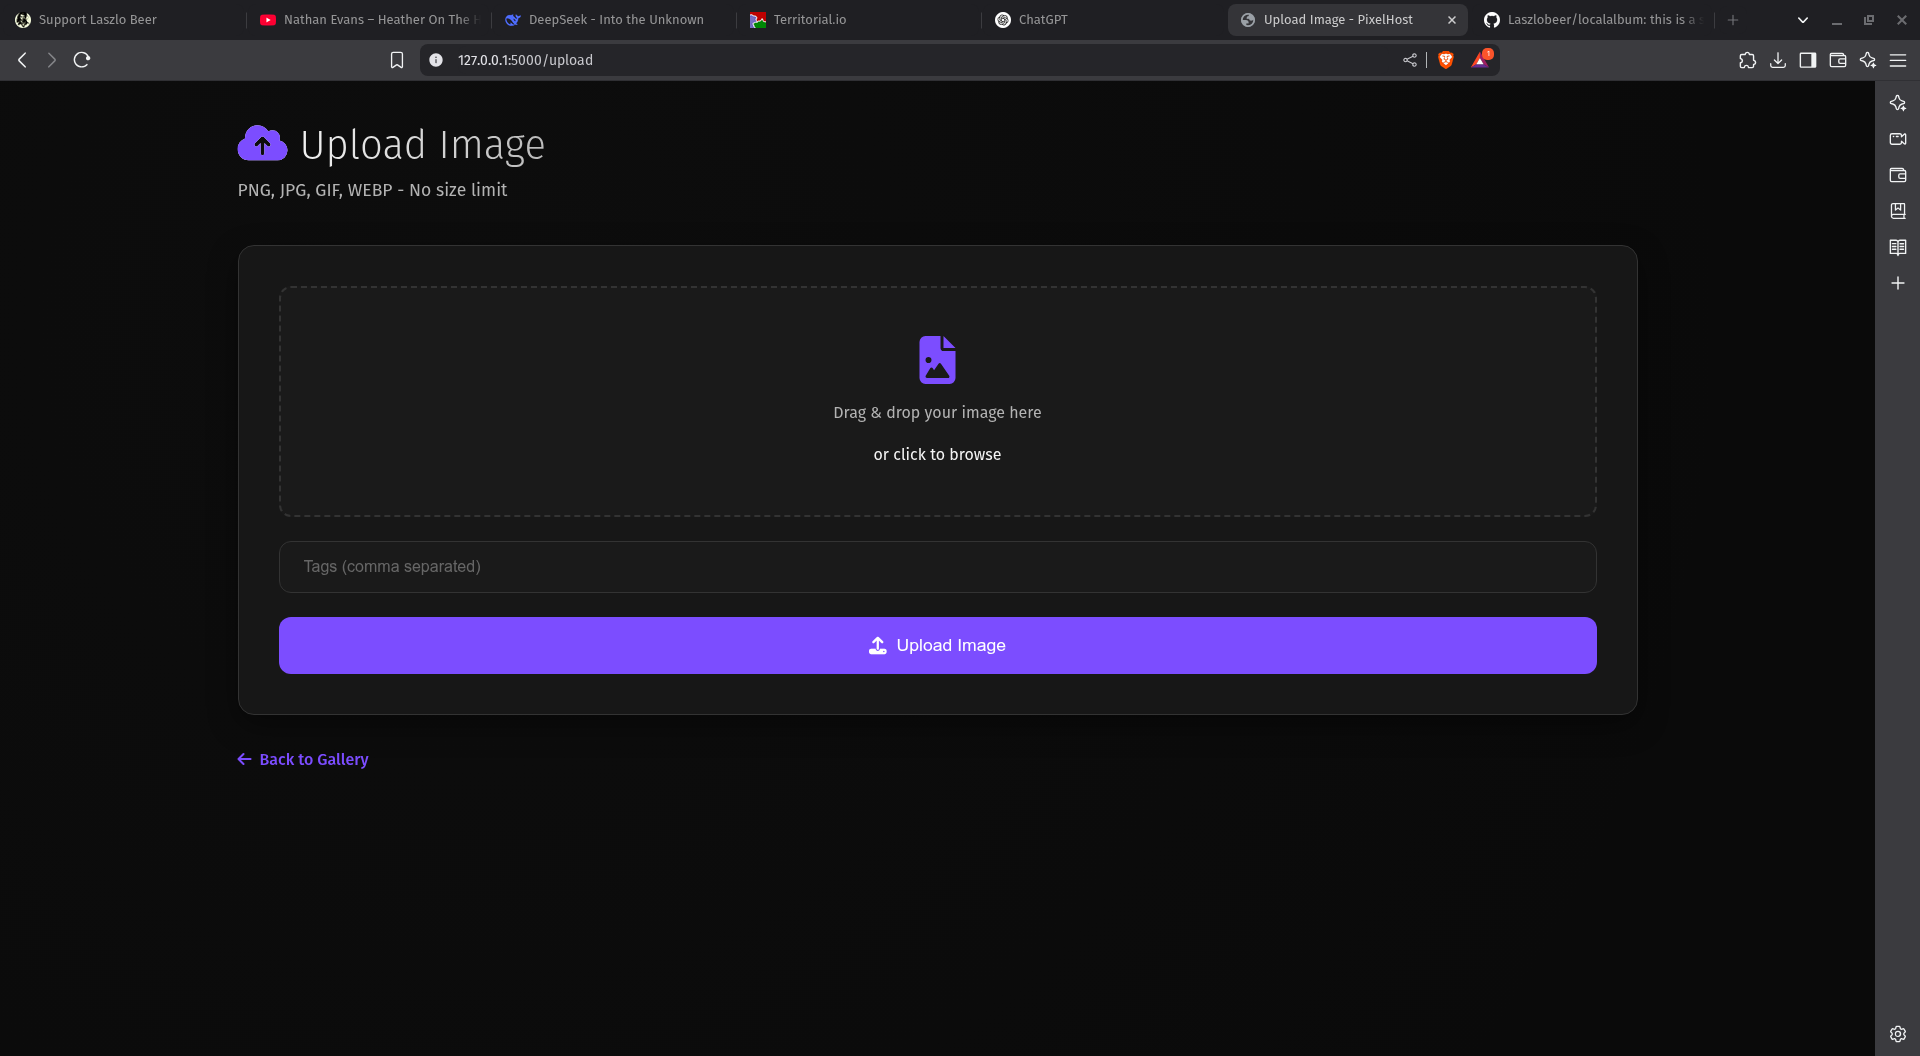 Support Laszlo Beer
Nathan Evans – Heather On The H
DeepSeek - Into the Unknown
Territorial.io
ChatGPT
Upload Image - PixelHost
Laszlobeer/localalbum: this is a s
127.0.0.1:5000/upload
1
Upload Image
PNG, JPG, GIF, WEBP - No size limit
Drag & drop your image here
or click to browse
Tags (comma separated)
Upload Image
Back to Gallery